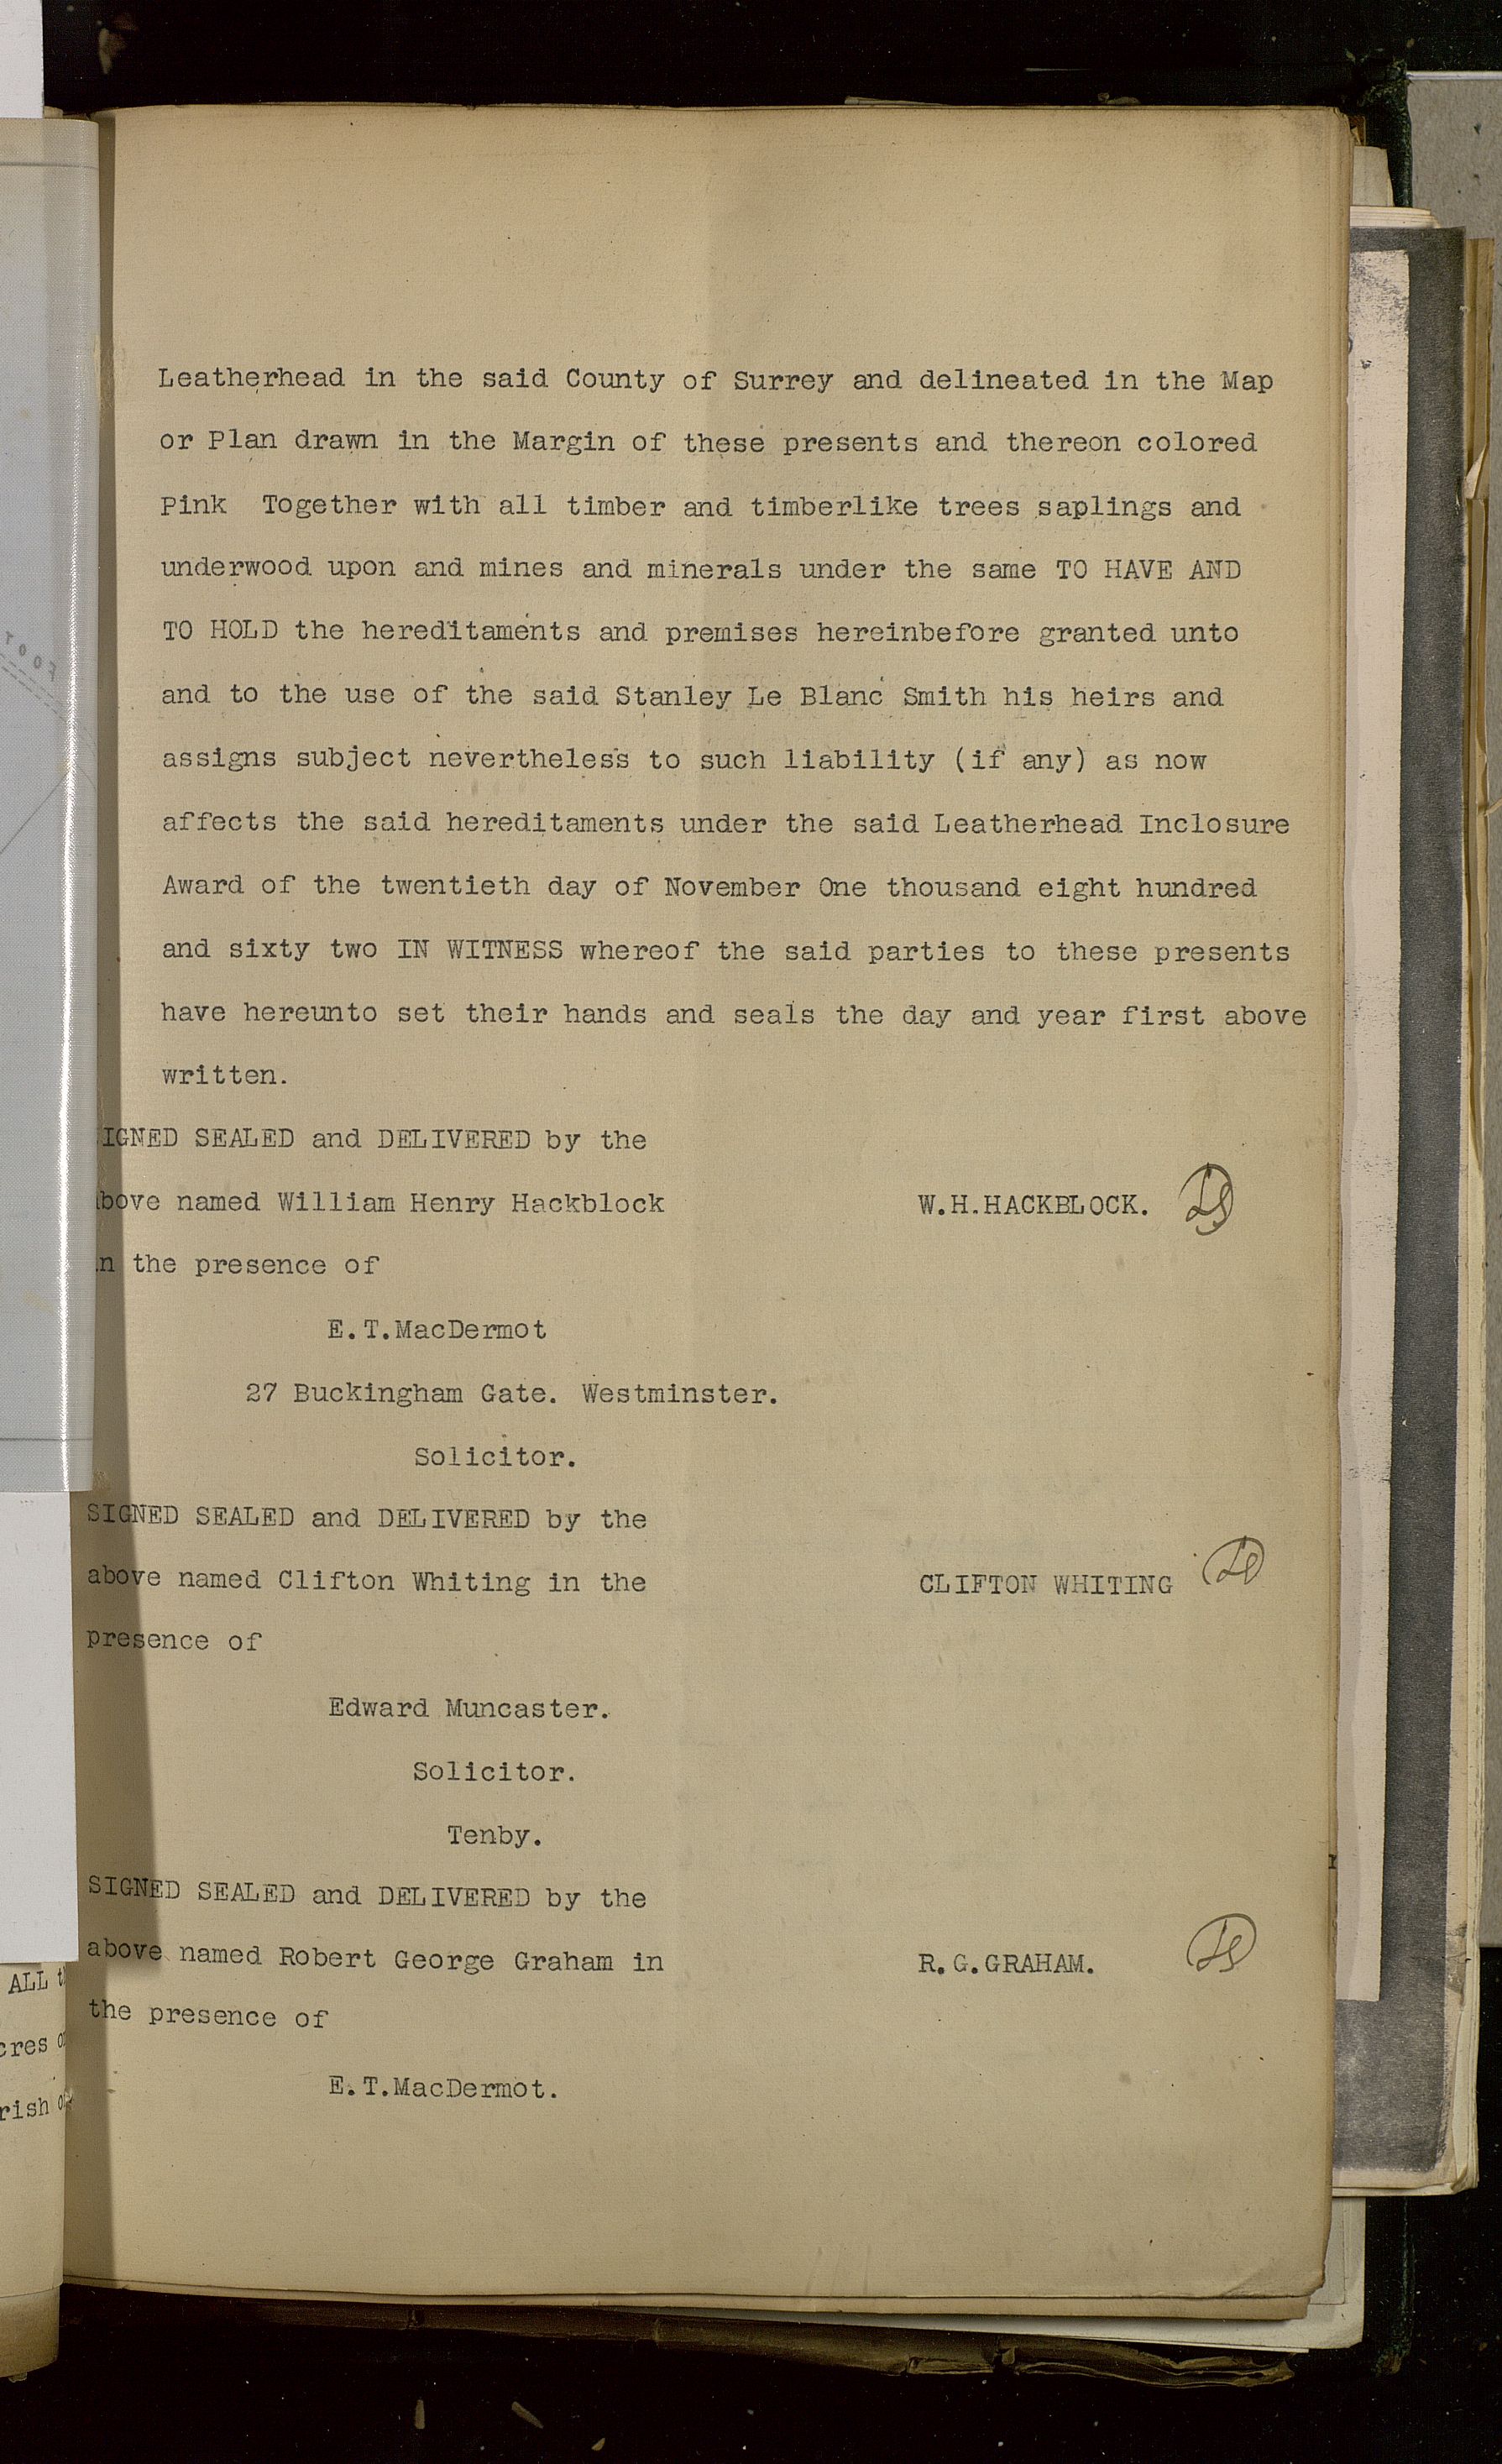 Leatherhead in the said County of Surrey and delineated in the Map
or Plan drawn in the Margin of these presents and thereon colored
Pink Together with all timber and timberlike trees saplings and
underwood upon and mines and minerals under the same TO HAVE AND
TO HOLD the hereditaments and premises hereinbefore granted unto
and to the use of the said Stanley Le Blanc Smith his heirs and
assigns subject nevertheless to such liability (if any) as now
affects the said hereditaments under the said Leatherhead Inclosure
Award of the twentieth day of November One thousand eight hundred
and sixty two IN WITNESS whereof the said parties to these presents
have hereunto set their hands and seals the day and year first above
written.
IGNED SEALED and DELIVERED by the
bove named William Henry Hackblock W.H.HACKBLOCK. LS
n the presence of
E.T.MacDermot
27 Buckingham Gate. Westminster.
Solicitor.
SIGNED SEALED and DELIVERED by the
above named Clifton Whiting in the CLIFTON WHITING LS
presence of
Edward Muncaster.
Solicitor.
Tenby.
SIGNED SEALED and DELIVERED by the
above named Robert George Graham in R.G.GRAHAM. LS
the presence of
E.T.MacDermot.
FOOT
ALL
cres
rish